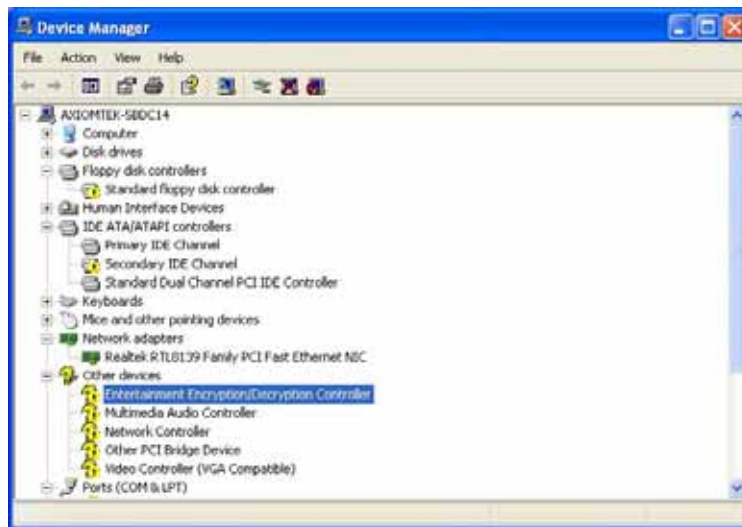 Device Manager
File Action View Help
AXIOMTEK-SBDC14
Computer
Disk drives
Floppy disk controllers
Standard floppy disk controller
Human Interface Devices
IDE ATA/ATAPI controllers
Primary IDE Channel
Secondary IDE Channel
Standard Dual Channel PCI IDE Controller
Keyboards
Mice and other pointing devices
Network adapters
Realtek RTL8139 Family PCI Fast Ethernet NIC
Other devices
Entertainment Encryption/Decryption Controller
Multimedia Audio Controller
Network Controller
Other PCI Bridge Device
Video Controller (VGA Compatible)
Ports (COM & LPT)